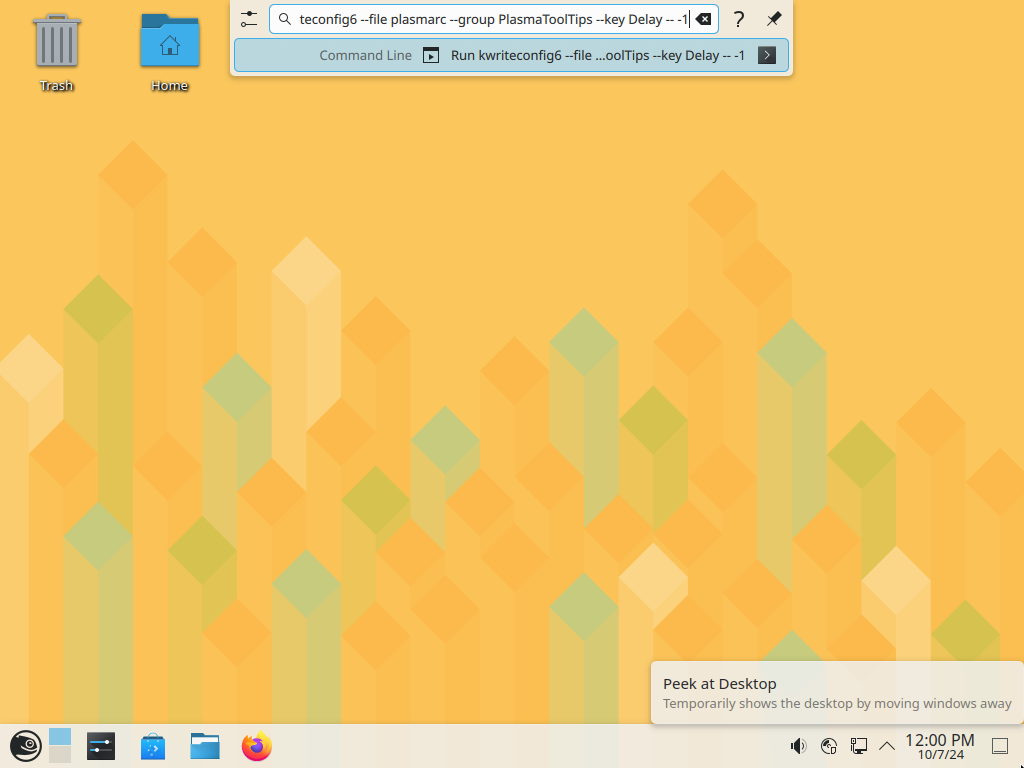 teconfig6 --file plasmarc --group PlasmaToolTips --key Delay -- -1
Command Line Run kwriteconfig6 --file ...oolTips --key Delay -- -1
Trash
Home
Peek at Desktop
Temporarily shows the desktop by moving windows away
12:00 PM
10/7/24